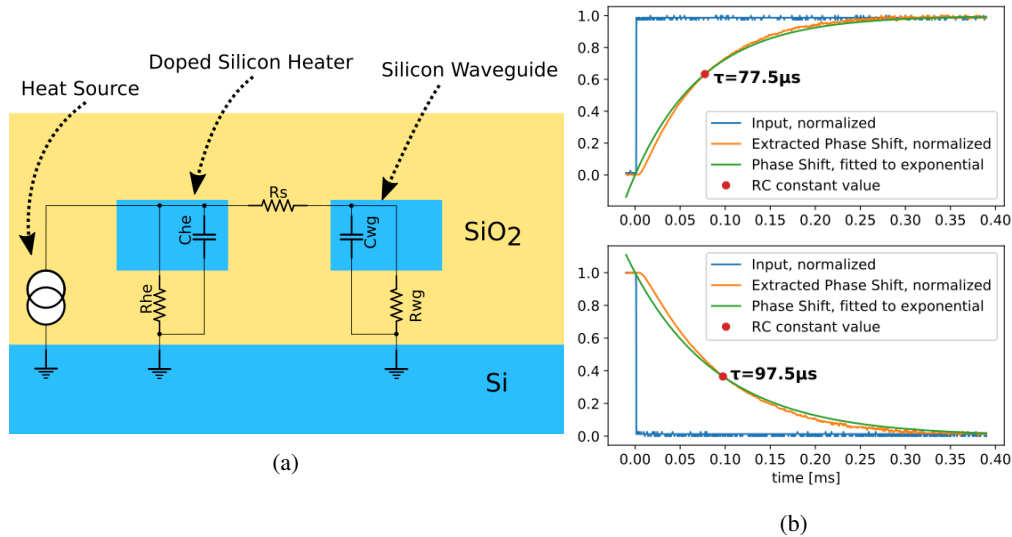 Doped Silicon Heater
Silicon Waveguide
Heat Source
Rs
Che
Cwg
SiO2
Rhe
Rwg
Si
(a)
1.0
0.8
0.6
0.4
0.2
0.0
τ=77.5μs
Input, normalized
Extracted Phase Shift, normalized
Phase Shift, fitted to exponential
RC constant value
0.00 0.05 0.10 0.15 0.20 0.25 0.30 0.35 0.40
1.0
0.8
0.6
0.4
0.2
0.0
Input, normalized
Extracted Phase Shift, normalized
Phase Shift, fitted to exponential
RC constant value
τ=97.5μs
0.00 0.05 0.10 0.15 0.20 0.25 0.30 0.35 0.40
time [ms]
(b)